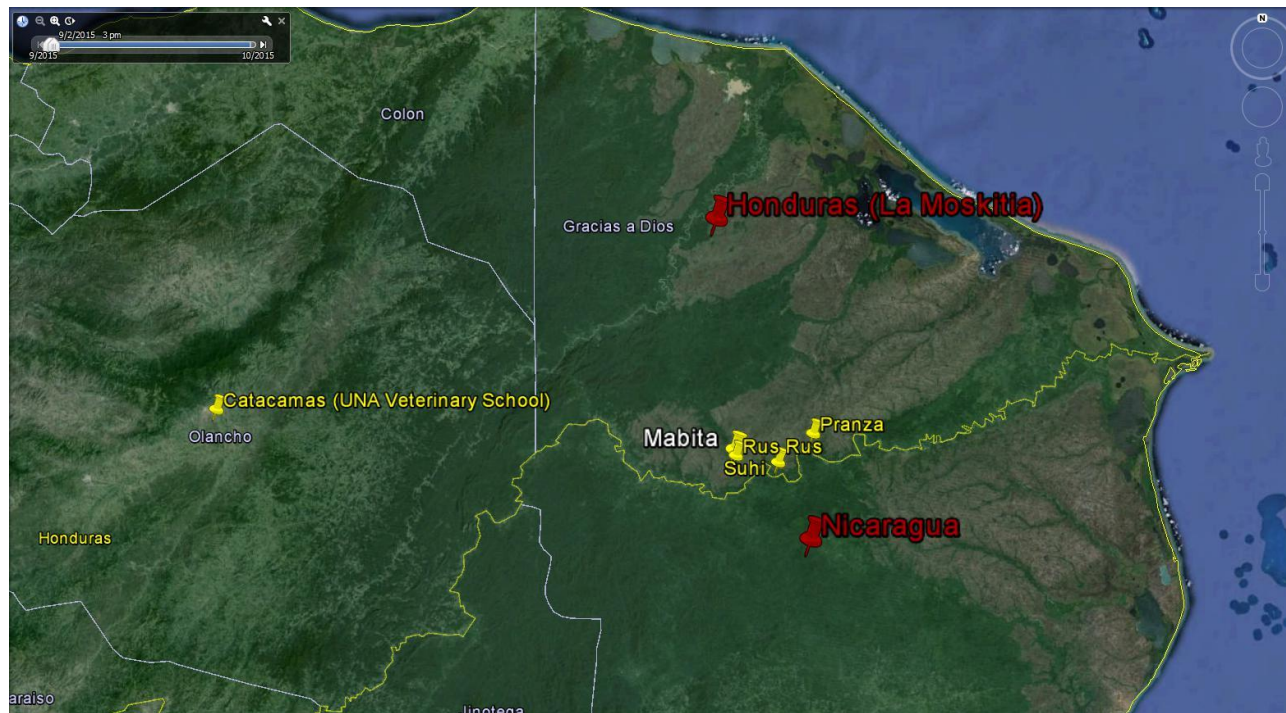 N
9/2/2015 3 pm
9/2015
10/2015
Colon
Honduras (La Moskitia)
Gracias a Dios
Catacamas (UNA Veterinary School)
Olancho
Pranza
Mabita
Rus Rus
Suhi
Nicaragua
Honduras
araiso
Jinotega